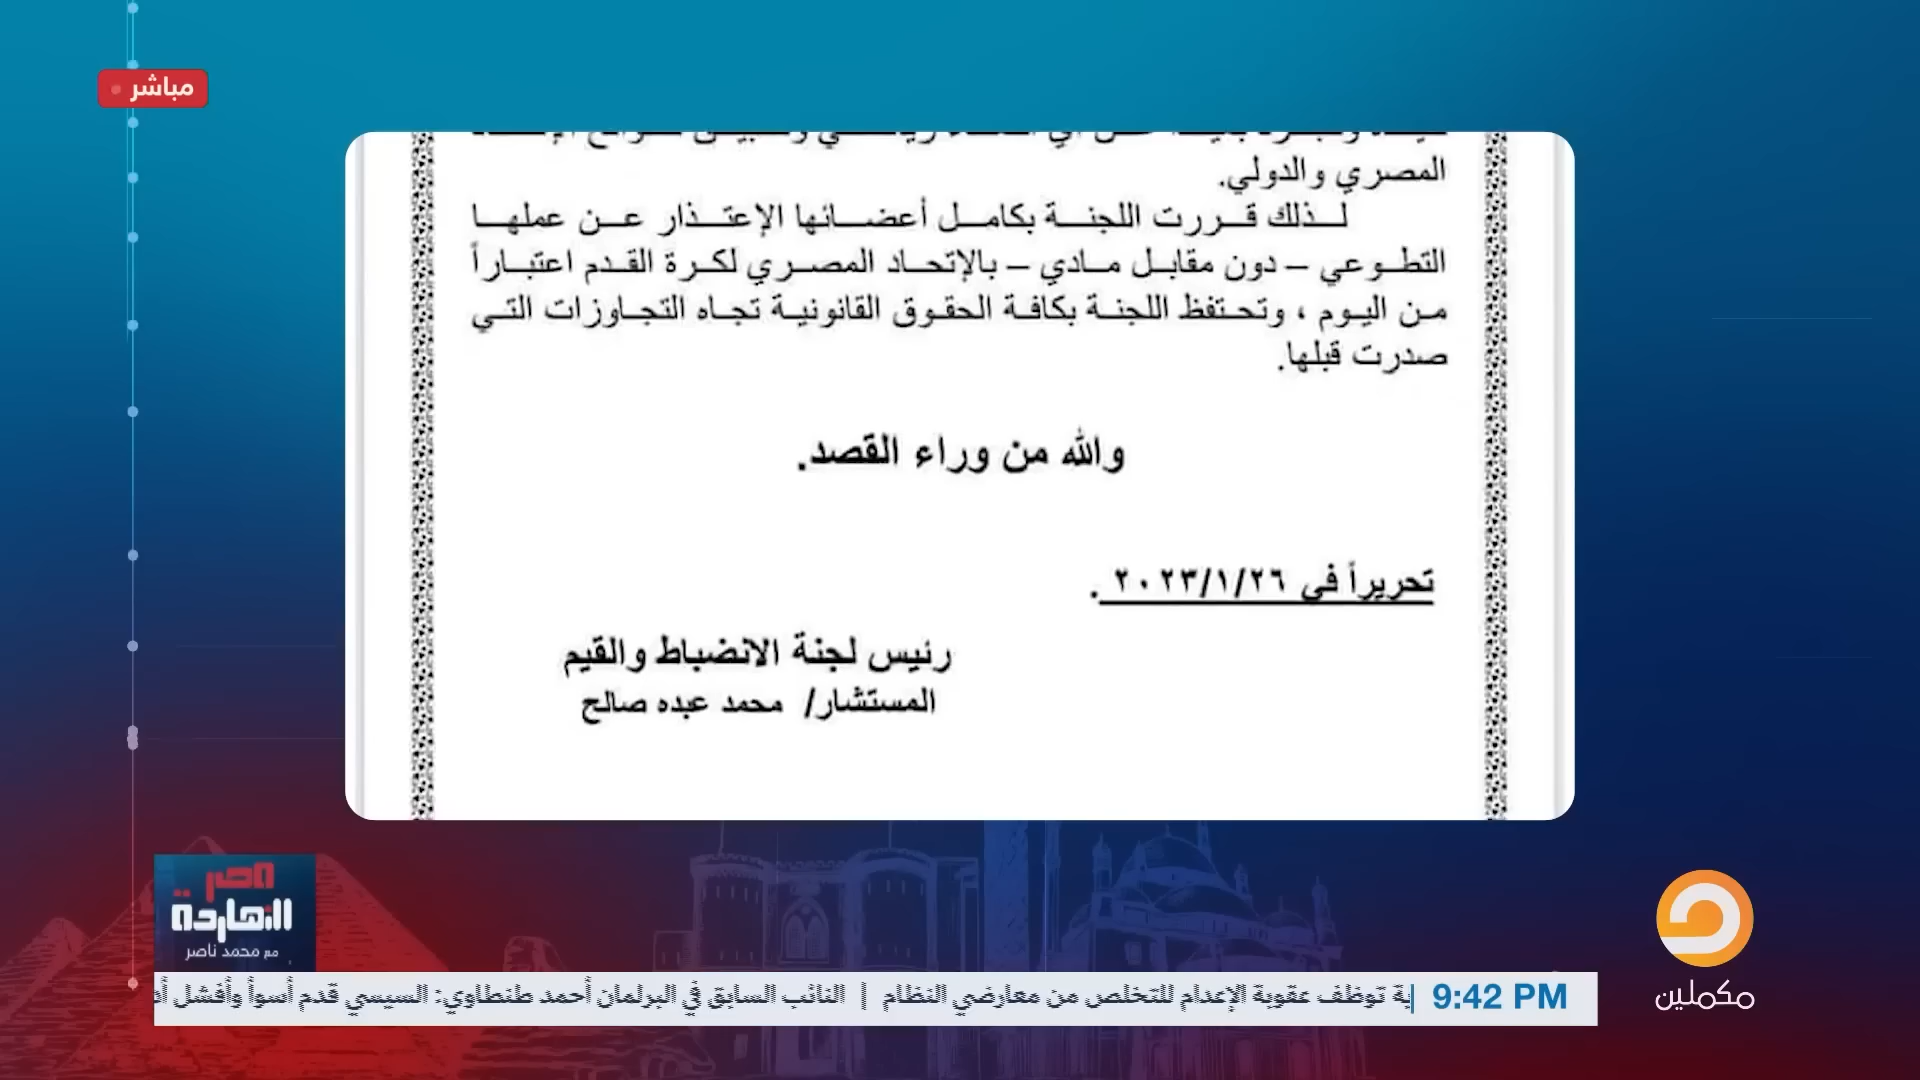 مباشر
المصري والدولي.
لذلك قررت اللجنة بكامل أعضائها الإعتذار عن عملها
التطوعي – دون مقابل مادي – بالإتحاد المصري لكرة القدم اعتباراً
من اليوم ، وتحتفظ اللجنة بكافة الحقوق القانونية تجاه التجاوزات التي
صدرت قبلها.
والله من وراء القصد.
تحريراً في ٢٠٢٣/١/٢٦ .
رئيس لجنة الانضباط والقيم
المستشار/ محمد عبده صالح
مصر
النهاردة
مع محمد ناصر
توظف عقوبة الإعدام للتخلص من معارضي النظام | النائب السابق في البرلمان أحمد طنطاوي: السيسي قدم أسوأ وأفشل
9:42 PM
مكملين